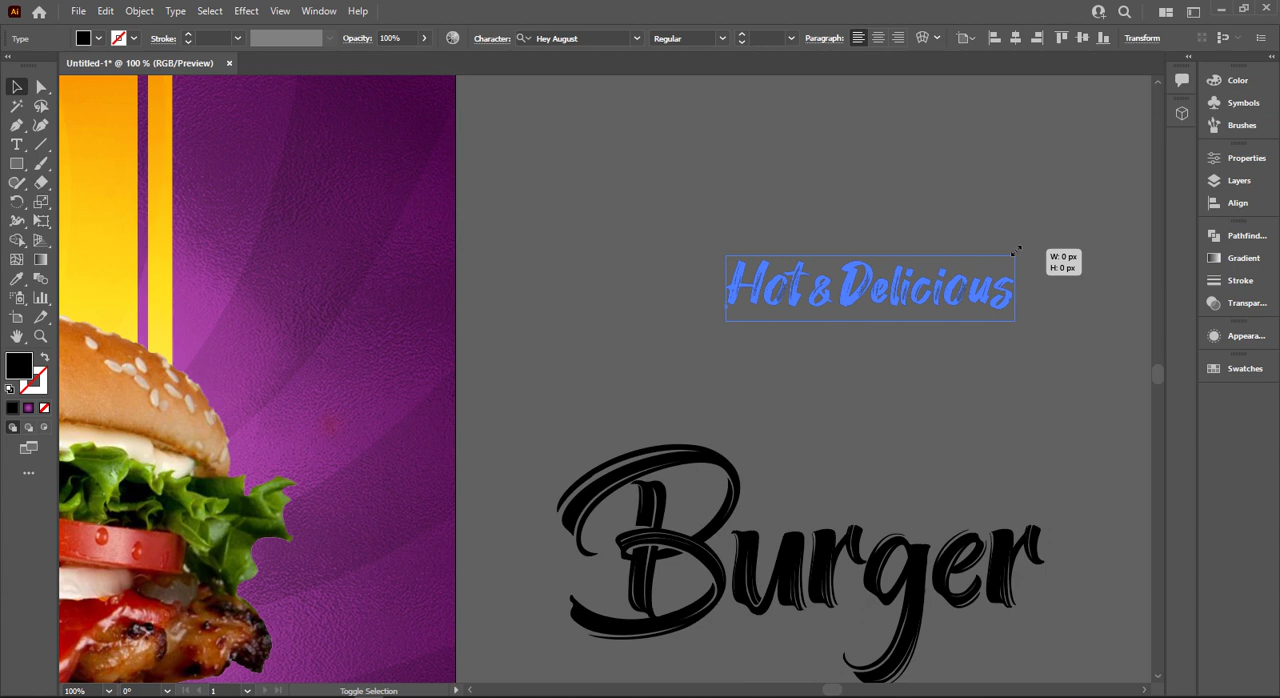 Ai File Edit Object Type Select Effect View Window Help
Type Stroke: Opacity: 100% Character: Hey August Regular Paragraph: Transform
Untitled-1* @ 100 % (RGB/Preview)
Color
Symbols
Brushes
Properties
Layers
Align
Pathfind...
Gradient
Stroke
Transpar...
Appeara...
Swatches
W: 0 px
H: 0 px
Hot & Delicious
Burger
100% 0° 1 Toggle Selection